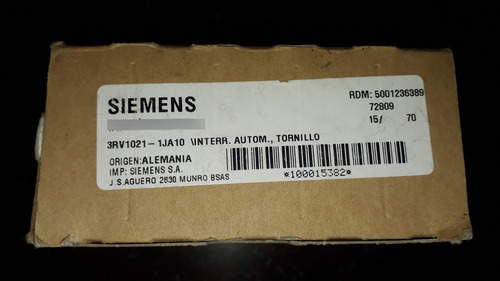 SIEMENS
RDM: 5001236389
72809
15/ 70
3RV1021-1JA10 \INTERR. AUTOM., TORNILLO
ORIGEN:ALEMANIA
IMP: SIEMENS S.A.
J.S.AGUERO 2830 MUNRO BSAS
*100015382*